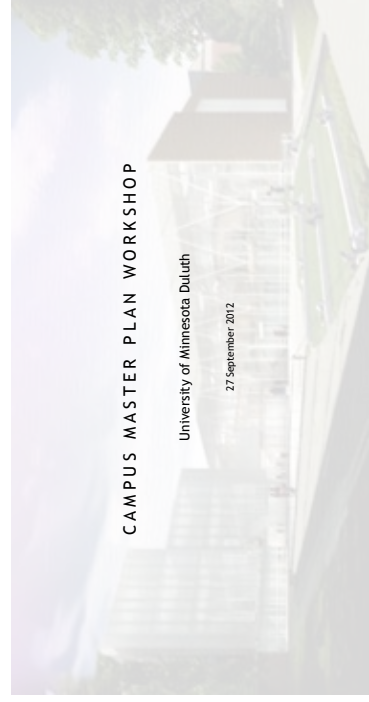 CAMPUS MASTER PLAN WORKSHOP
University of Minnesota Duluth
27 September 2012